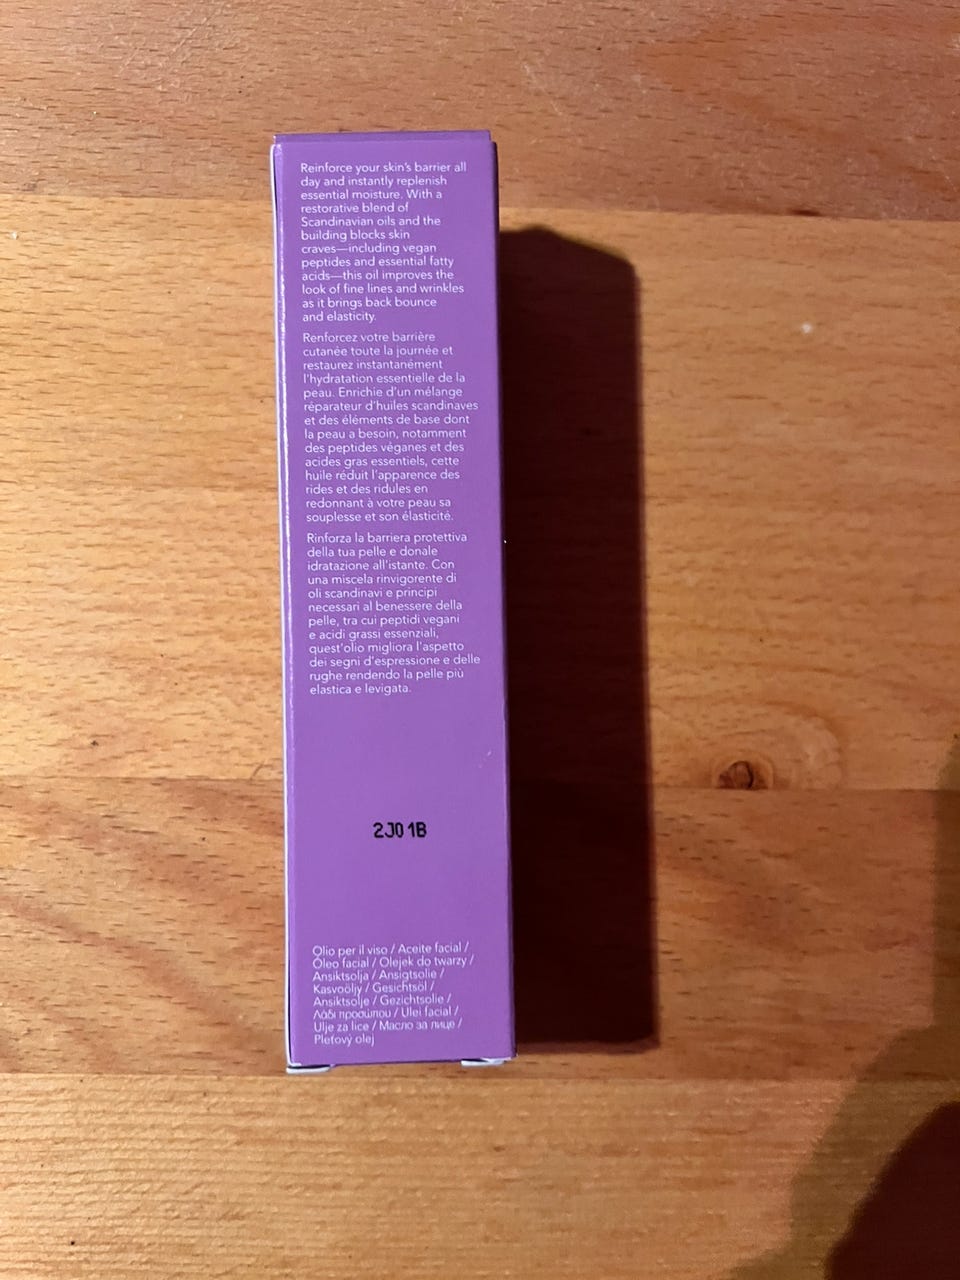 Reinforce your skin's barrier all
day and instantly replenish
essential moisture. With a
restorative blend of
Scandinavian oils and the
building blocks skin
craves—including vegan
peptides and essential fatty
acids—this oil improves the
look of fine lines and wrinkles
as it brings back bounce
and elasticity.
Renforcez votre barrière
cutanée toute la journée et
restaurez instantanément
l'hydratation essentielle de la
peau. Enrichie d'un mélange
réparateur d'huiles scandinaves
et des éléments de base dont
la peau a besoin, notamment
des peptides véganes et des
acides gras essentiels, cette
huile réduit l'apparence des
rides et des ridules en
redonnant à votre peau sa
souplesse et son élasticité.
Rinforza la barriera protettiva
della tua pelle e donale
idratazione all'istante. Con
una miscela rinvigorente di
oli scandinavi e principi
necessari al benessere della
pelle, tra cui peptidi vegani
e acidi grassi essenziali,
quest'olio migliora l'aspetto
dei segni d'espressione e delle
rughe rendendo la pelle più
elastica e levigata.
2J01B
Olio per il viso / Aceite facial /
Óleo facial / Olejek do twarzy /
Ansiktsolja / Ansigtsolie /
Kasvoöljy / Gesichtsöl /
Ansiktsolje / Gezichtsolie /
Λάδι προσώπου / Ulei facial /
Ulje za lice / Масло за лице /
Pleťový olej